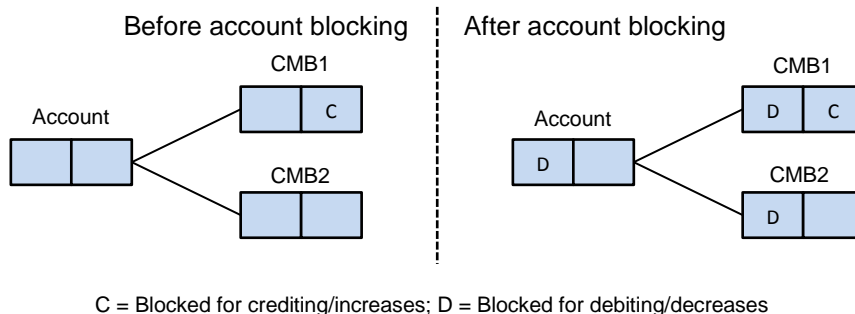 Before account blocking
After account blocking
CMB1
C
Account
CMB2
CMB1
D C
Account
D
CMB2
D
C = Blocked for crediting/increases; D = Blocked for debiting/decreases